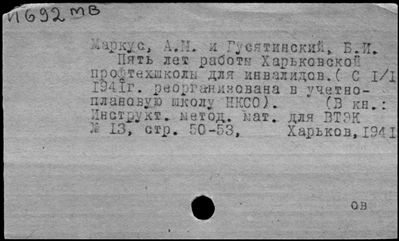 И692 МВ
Маркус, А.М. и Гусятинский, Б.И.
Пять лет работы Харьковской
профтехшколы для инвалидов.( С 1/1
1941г. реорганизована в учетно-
плановую школу НКСО). (В кн.:
Инструкт. метод. мат. для ВТЭК
№ 13, стр. 50-53, Харьков,1941
ов